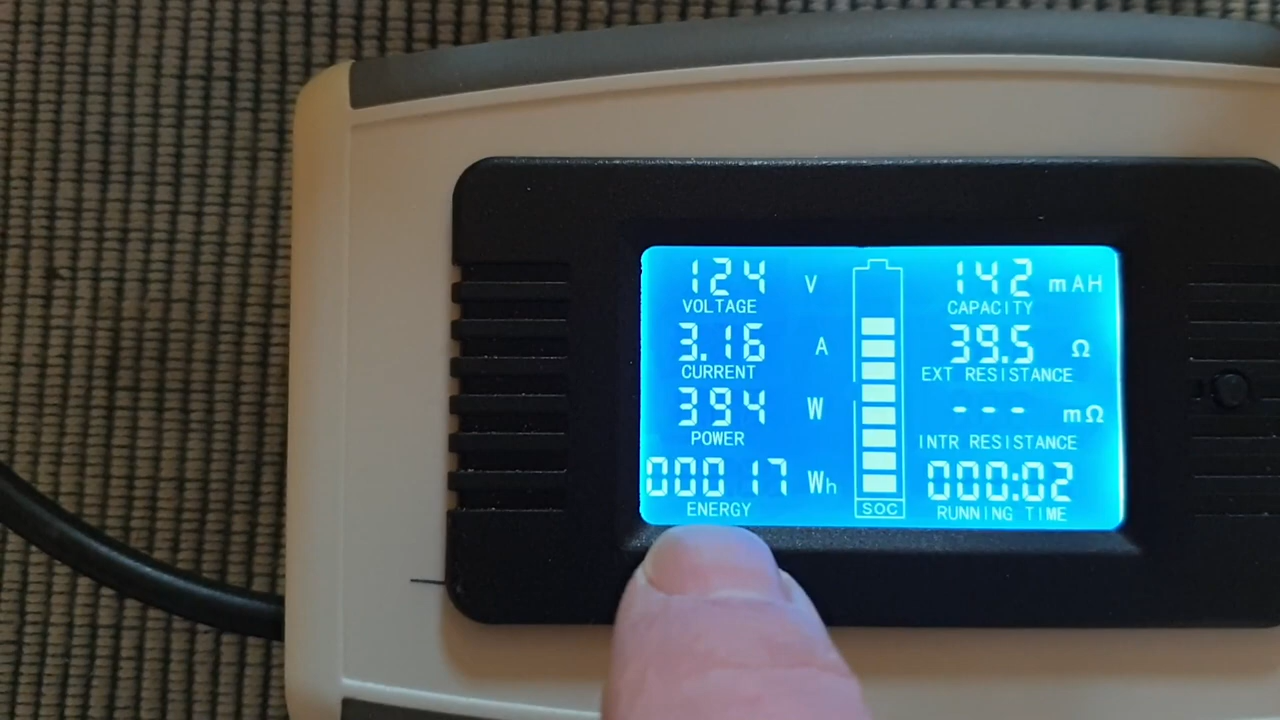 124 V
VOLTAGE
3.16 A
CURRENT
394 W
POWER
00017 Wh
ENERGY
SOC
142 mAH
CAPACITY
39.5 Ω
EXT RESISTANCE
--- mΩ
INTR RESISTANCE
000:02
RUNNING TIME